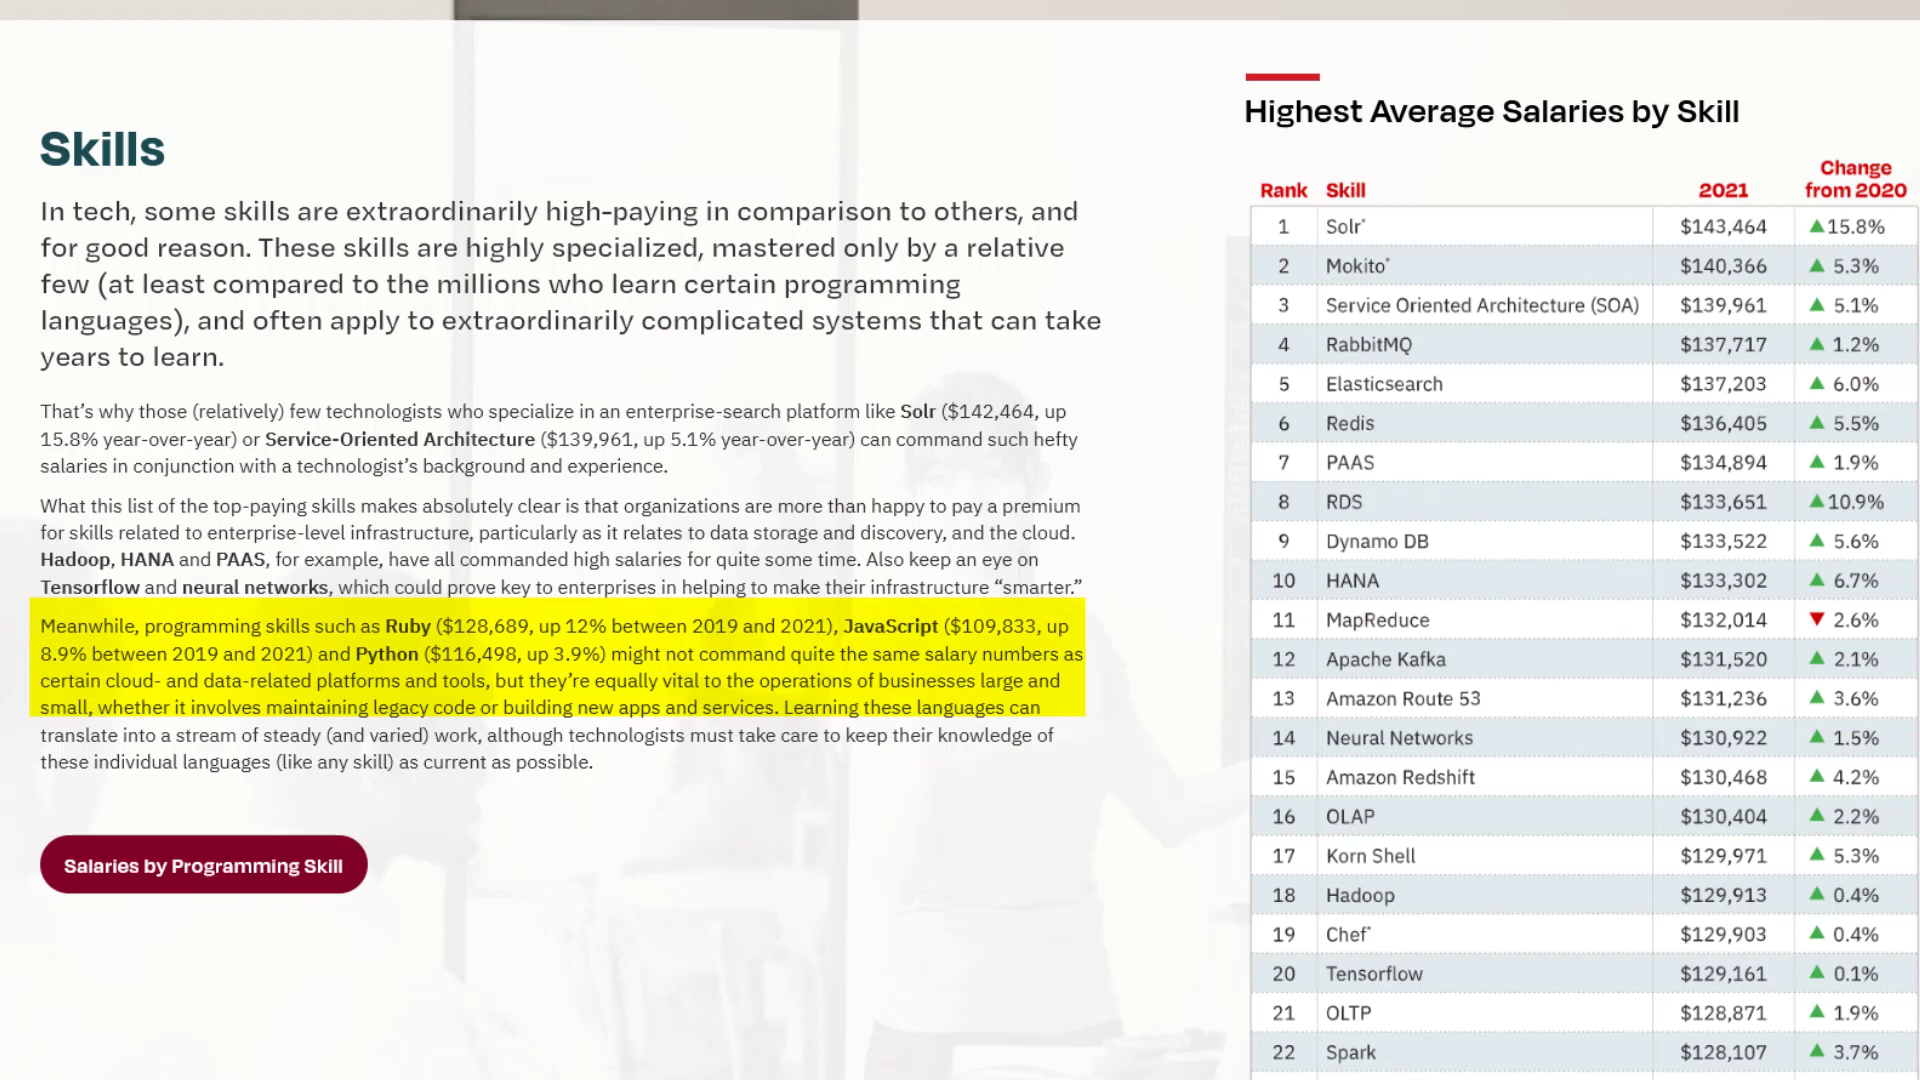 Skills
In tech, some skills are extraordinarily high-paying in comparison to others, and
for good reason. These skills are highly specialized, mastered only by a relative
few (at least compared to the millions who learn certain programming
languages), and often apply to extraordinarily complicated systems that can take
years to learn.
That’s why those (relatively) few technologists who specialize in an enterprise-search platform like Solr ($142,464, up
15.8% year-over-year) or Service-Oriented Architecture ($139,961, up 5.1% year-over-year) can command such hefty
salaries in conjunction with a technologist’s background and experience.
What this list of the top-paying skills makes absolutely clear is that organizations are more than happy to pay a premium
for skills related to enterprise-level infrastructure, particularly as it relates to data storage and discovery, and the cloud.
Hadoop, HANA and PAAS, for example, have all commanded high salaries for quite some time. Also keep an eye on
Tensorflow and neural networks, which could prove key to enterprises in helping to make their infrastructure “smarter.”
Meanwhile, programming skills such as Ruby ($128,689, up 12% between 2019 and 2021), JavaScript ($109,833, up
8.9% between 2019 and 2021) and Python ($116,498, up 3.9%) might not command quite the same salary numbers as
certain cloud- and data-related platforms and tools, but they’re equally vital to the operations of businesses large and
small, whether it involves maintaining legacy code or building new apps and services. Learning these languages can
translate into a stream of steady (and varied) work, although technologists must take care to keep their knowledge of
these individual languages (like any skill) as current as possible.
Salaries by Programming Skill
Highest Average Salaries by Skill
Rank Skill 2021 Change from 2020
1 Solr* $143,464 ▲15.8%
2 Mokito* $140,366 ▲ 5.3%
3 Service Oriented Architecture (SOA) $139,961 ▲ 5.1%
4 RabbitMQ $137,717 ▲ 1.2%
5 Elasticsearch $137,203 ▲ 6.0%
6 Redis $136,405 ▲ 5.5%
7 PAAS $134,894 ▲ 1.9%
8 RDS $133,651 ▲10.9%
9 Dynamo DB $133,522 ▲ 5.6%
10 HANA $133,302 ▲ 6.7%
11 MapReduce $132,014 ▼ 2.6%
12 Apache Kafka $131,520 ▲ 2.1%
13 Amazon Route 53 $131,236 ▲ 3.6%
14 Neural Networks $130,922 ▲ 1.5%
15 Amazon Redshift $130,468 ▲ 4.2%
16 OLAP $130,404 ▲ 2.2%
17 Korn Shell $129,971 ▲ 5.3%
18 Hadoop $129,913 ▲ 0.4%
19 Chef* $129,903 ▲ 0.4%
20 Tensorflow $129,161 ▲ 0.1%
21 OLTP $128,871 ▲ 1.9%
22 Spark $128,107 ▲ 3.7%